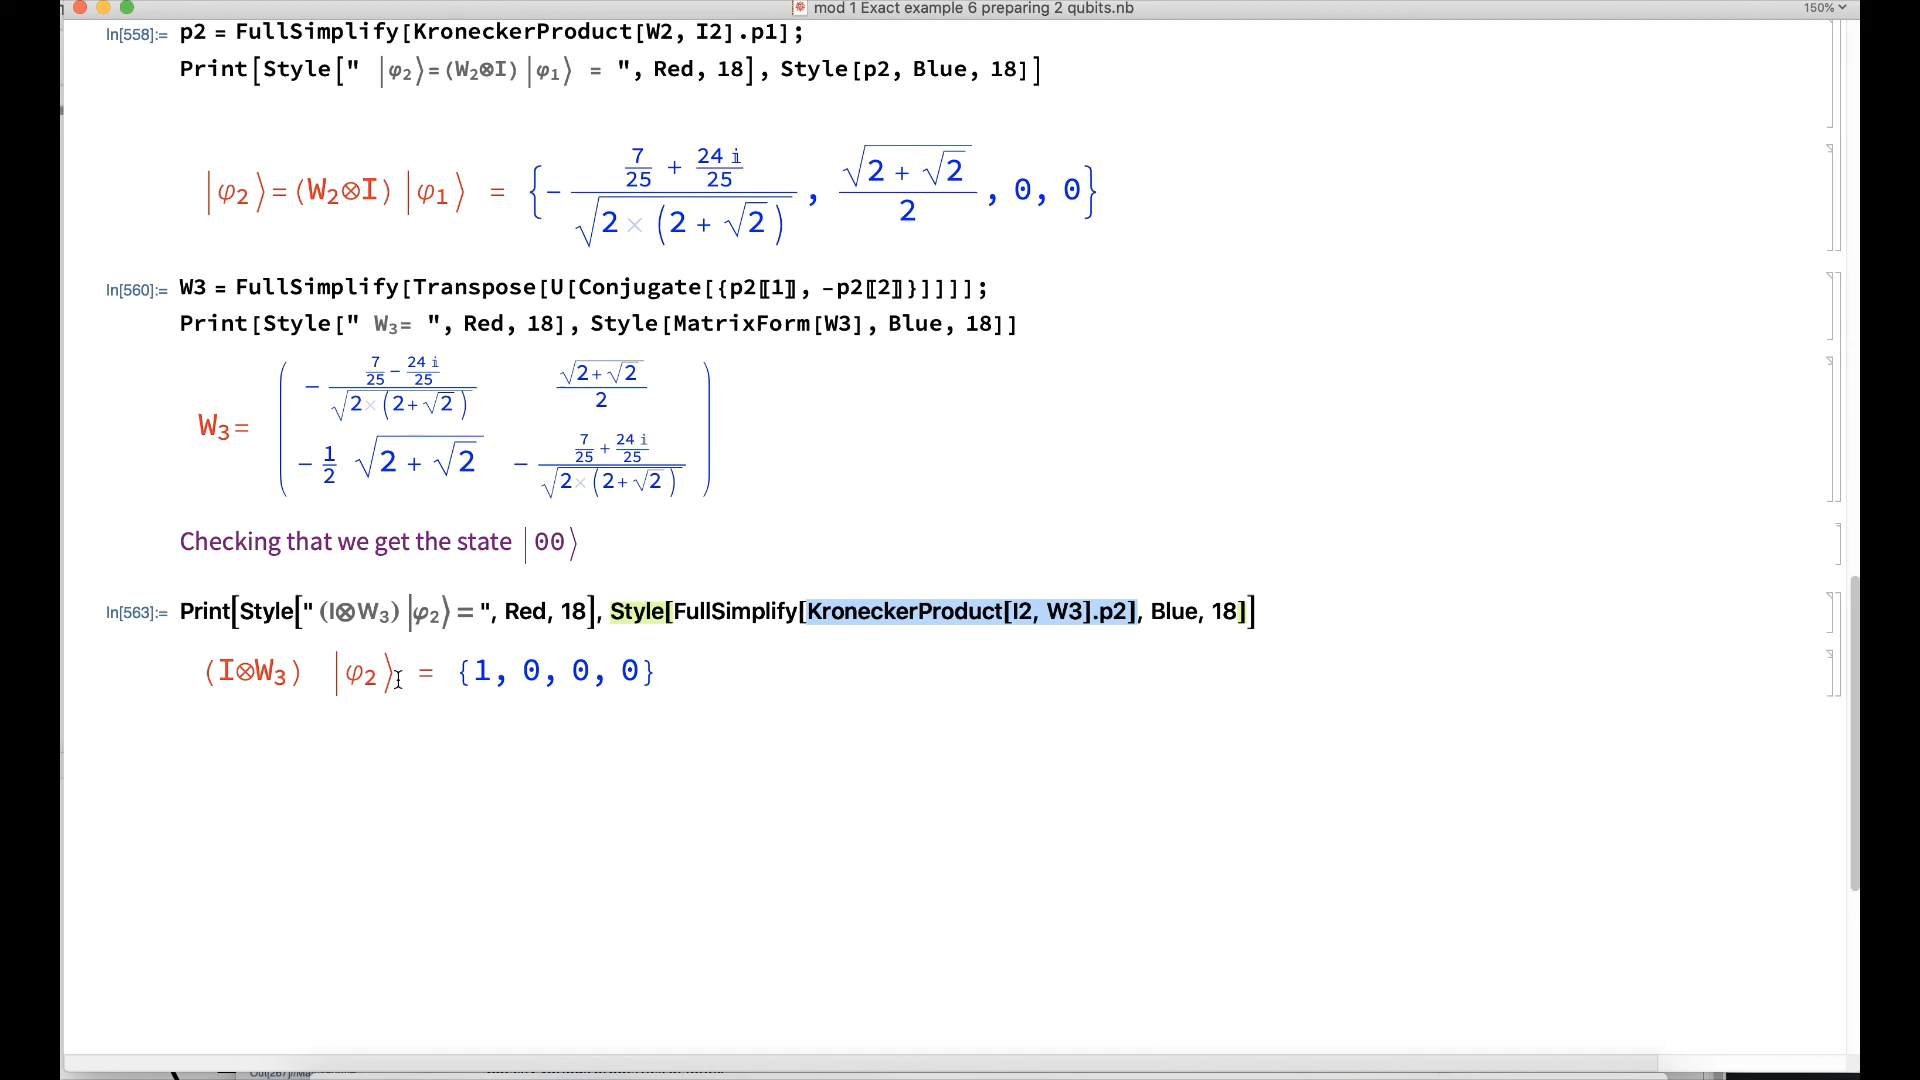 mod 1 Exact example 6 preparing 2 qubits.nb
150%
In[558]:= p2 = FullSimplify[KroneckerProduct[W2, I2].p1];
Print[Style[" |φ₂⟩=(W₂⊗I)|φ₁⟩ = ", Red, 18], Style[p2, Blue, 18]]
|φ₂⟩=(W₂⊗I)|φ₁⟩ = {-(7/25 + 24 ⅈ/25)/√(2×(2+√2)), √(2+√2)/2, 0, 0}
In[560]:= W3 = FullSimplify[Transpose[U[Conjugate[{p2⟦1⟧, -p2⟦2⟧}]]]];
Print[Style[" W₃= ", Red, 18], Style[MatrixForm[W3], Blue, 18]]
W₃= ( -(7/25 - 24 ⅈ/25)/√(2×(2+√2)) √(2+√2)/2
-1/2 √(2+√2) -(7/25 + 24 ⅈ/25)/√(2×(2+√2)) )
Checking that we get the state |00⟩
In[563]:= Print[Style[" (I⊗W₃)|φ₂⟩= ", Red, 18], Style[FullSimplify[KroneckerProduct[I2, W3].p2], Blue, 18]]
(I⊗W₃) |φ₂⟩ = {1, 0, 0, 0}